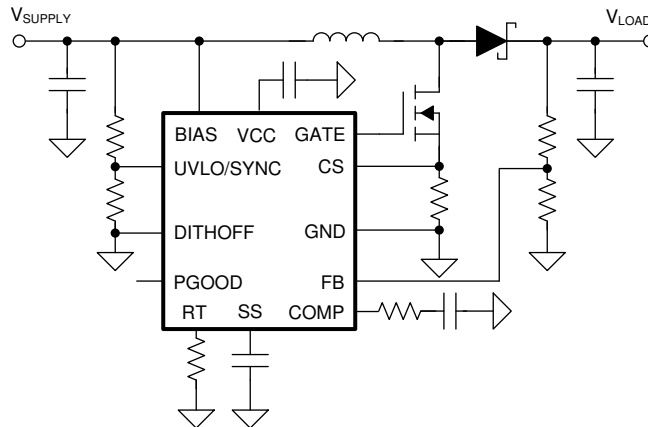 VSUPPLY
VLOAD
BIAS
VCC
GATE
UVLO/SYNC
CS
DITHOFF
GND
PGOOD
FB
RT
SS
COMP